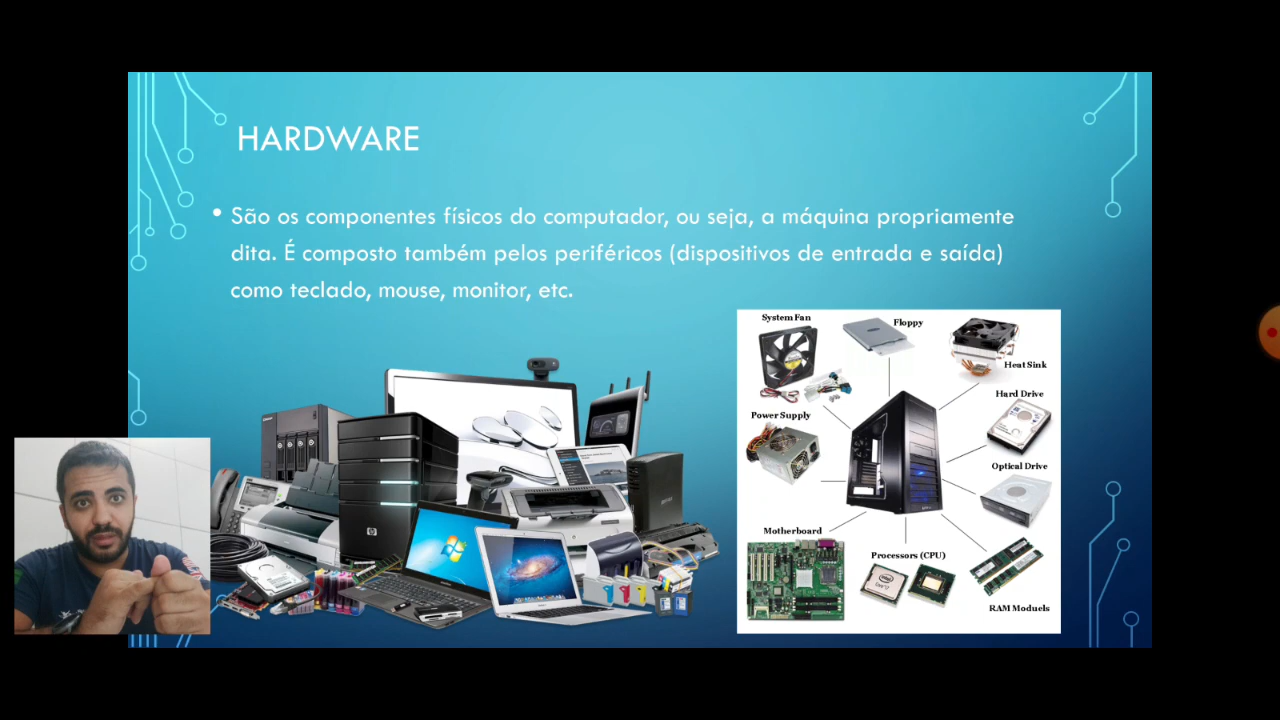 HARDWARE
• São os componentes físicos do computador, ou seja, a máquina propriamente
dita. É composto também pelos periféricos (dispositivos de entrada e saída)
como teclado, mouse, monitor, etc.
System Fan
Floppy
Heat Sink
Hard Drive
Power Supply
Optical Drive
Motherboard
Processors (CPU)
RAM Moduels